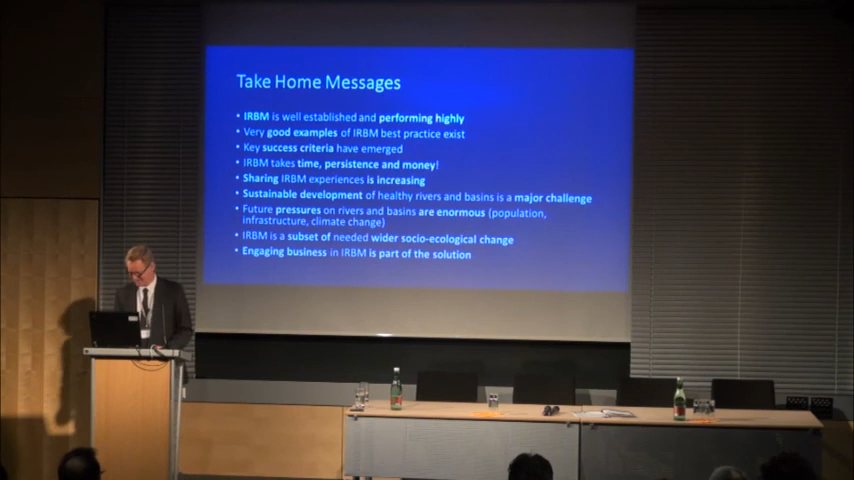 Take Home Messages
• IRBM is well established and performing highly
• Very good examples of IRBM best practice exist
• Key success criteria have emerged
• IRBM takes time, persistence and money!
• Sharing IRBM experiences is increasing
• Sustainable development of healthy rivers and basins is a major challenge
• Future pressures on rivers and basins are enormous (population,
infrastructure, climate change)
• IRBM is a subset of needed wider socio-ecological change
• Engaging business in IRBM is part of the solution